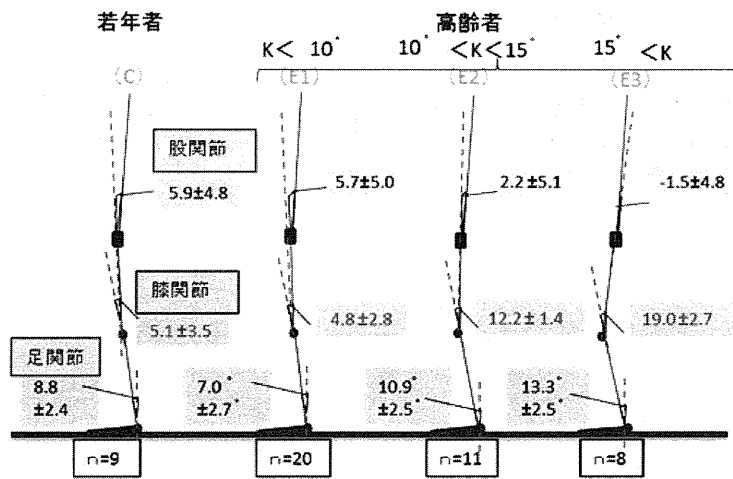 若年者
高齢者
K< 10°
10° <K<15°
15° <K
(C)
(E1)
(E2)
(E3)
股関節
5.9±4.8
5.7±5.0
2.2±5.1
-1.5±4.8
膝関節
5.1±3.5
4.8±2.8
12.2±1.4
19.0±2.7
足関節
8.8
±2.4
7.0°
±2.7°
10.9°
±2.5°
13.3°
±2.5°
n=9
n=20
n=11
n=8